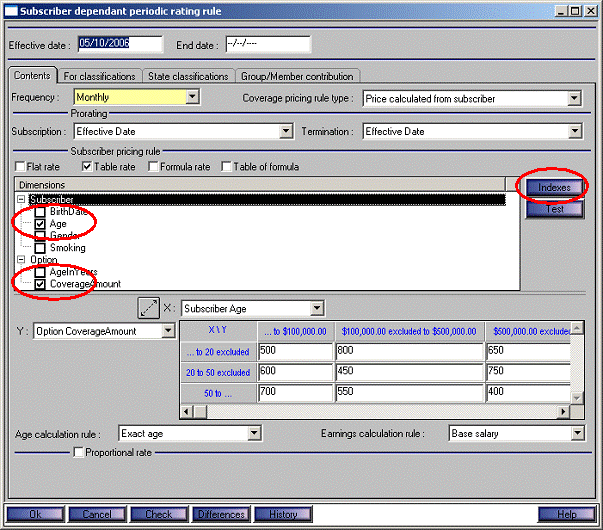 Subscriber dependant periodic rating rule
Effective date : 05/10/2006 End date : --/--/----
Contents For classifications State classifications Group/Member contribution
Frequency : Monthly Coverage pricing rule type : Price calculated from subscriber
Prorating
Subscription : Effective Date Termination : Effective Date
Subscriber pricing rule
Flat rate Table rate Formula rate Table of formula
Dimensions
Subscriber
Indexes
BirthDate
Test
Age
Gender
Smoking
Option
AgeInYears
CoverageAmount
X : Subscriber Age
Y : Option CoverageAmount
X \ Y ... to $100,000.00 $100,000.00 excluded to $500,000.00 $500,000.00 exclude
... to 20 excluded 500 800 650
20 to 50 excluded 600 450 750
50 to ... 700 550 400
Age calculation rule : Exact age Earnings calculation rule : Base salary
Proportional rate
Ok Cancel Check Differences History Help